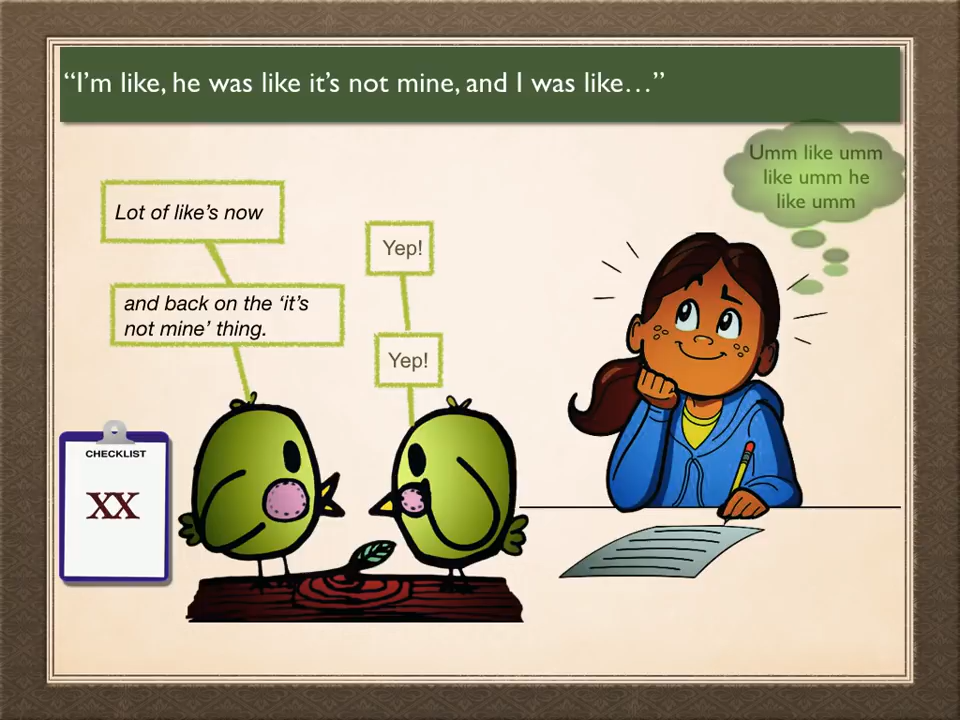 “I’m like, he was like it’s not mine, and I was like…”
Umm like umm
like umm he
like umm
Lot of like’s now
Yep!
and back on the ‘it’s
not mine’ thing.
Yep!
CHECKLIST
XX